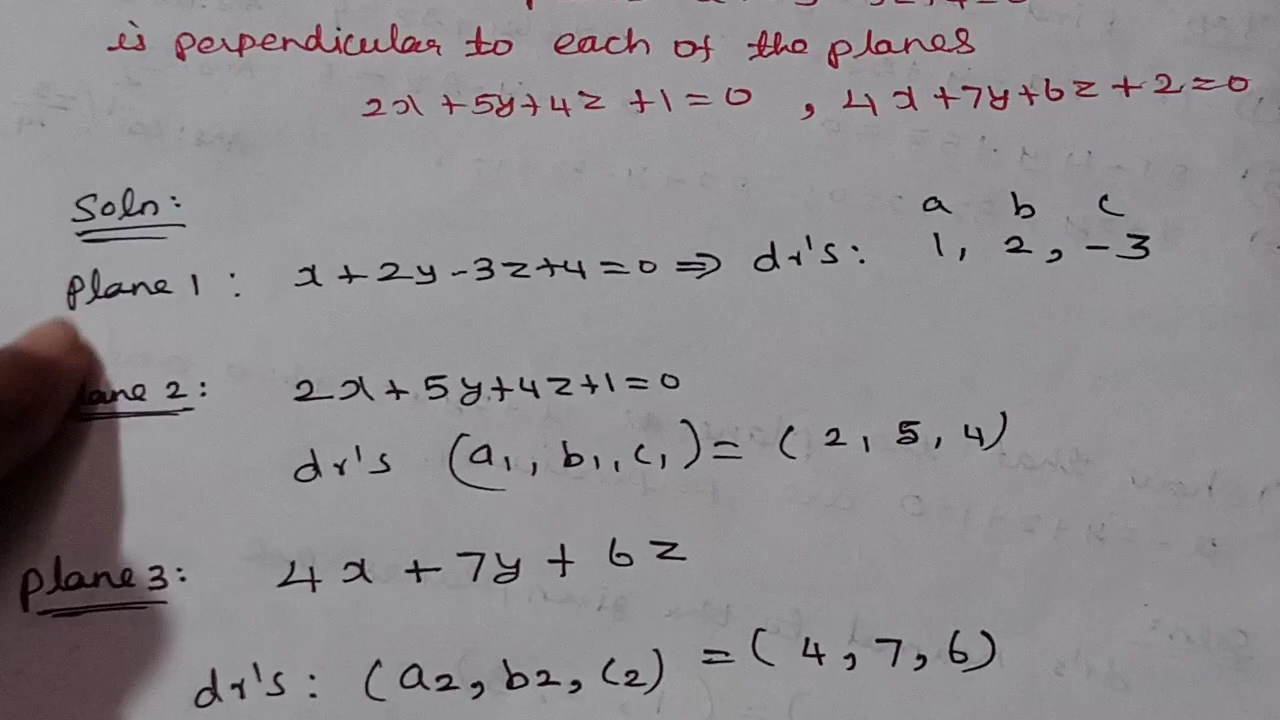 is perpendicular to each of the planes
2x + 5y + 4z + 1 = 0 , 4x + 7y + 6z + 2 = 0
Soln:
a b c
plane 1 : x + 2y - 3z + 4 = 0 ⇒ dr's : 1, 2, -3
lane 2 : 2x + 5y + 4z + 1 = 0
dr's (a₁, b₁, c₁) = (2, 5, 4)
plane 3 : 4x + 7y + 6z
dr's : (a2, b2, c2) = (4, 7, 6)